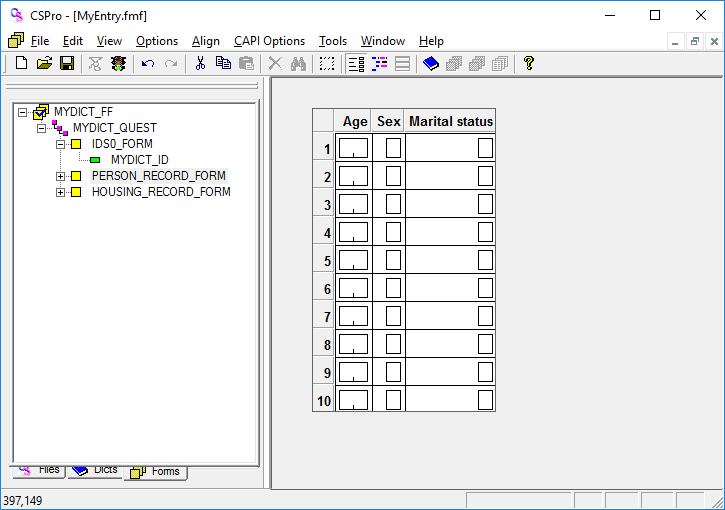 CSPro - [MyEntry.fmf]
File Edit View Options Align CAPI Options Tools Window Help
MYDICT_FF
MYDICT_QUEST
IDS0_FORM
MYDICT_ID
PERSON_RECORD_FORM
HOUSING_RECORD_FORM
Age Sex Marital status
1
2
3
4
5
6
7
8
9
10
Files Dicts Forms
397,149